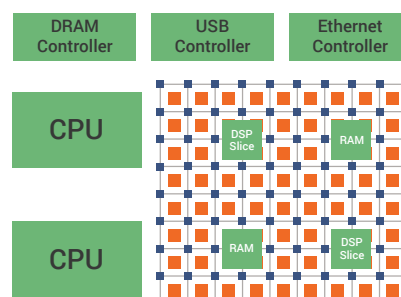 DRAM
Controller
USB
Controller
Ethernet
Controller
CPU
DSP
Slice
RAM
CPU
RAM
DSP
Slice